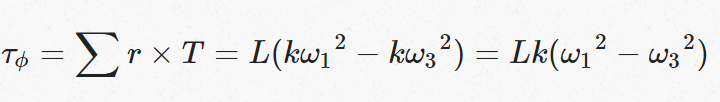 τ_ϕ = ∑ r × T = L(kω₁² − kω₃²) = Lk(ω₁² − ω₃²)